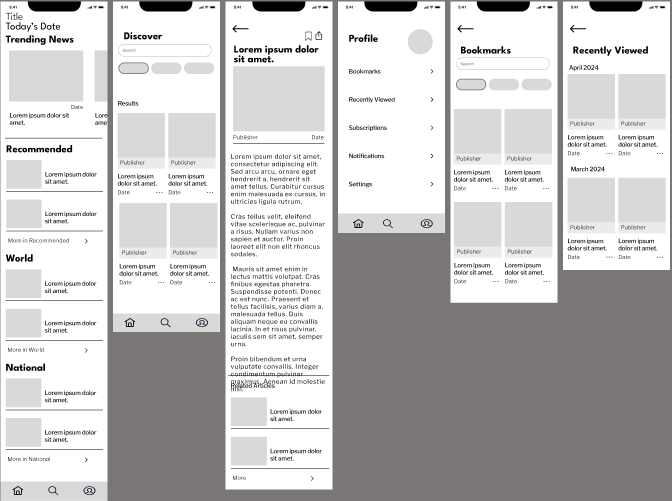 9:41
Title
Today's Date
Trending News
Date
Lorem ipsum dolor sit
amet.
Lore
ame
Recommended
Lorem ipsum dolor
sit amet.
Lorem ipsum dolor
sit amet.
More in Recommended
World
Lorem ipsum dolor
sit amet.
Lorem ipsum dolor
sit amet.
More in World
National
Lorem ipsum dolor
sit amet.
Lorem ipsum dolor
sit amet.
More in National
9:41
Discover
Search
Results
Publisher
Publisher
Lorem ipsum
dolor sit amet.
Lorem ipsum
dolor sit amet.
Date
Date
Publisher
Publisher
Lorem ipsum
dolor sit amet.
Lorem ipsum
dolor sit amet.
Date
Date
9:41
Lorem ipsum dolor
sit amet.
Publisher
Date
Lorem ipsum dolor sit amet,
consectetur adipiscing elit.
Sed arcu arcu, ornare eget
hendrerit a, hendrerit sit
amet tellus. Curabitur cursus
enim malesuada ex cursus, in
ultricies ligula rutrum.
Cras tellus velit, eleifend
vitae scelerisque ac, pulvinar
a risus. Nullam varius non
sapien et auctor. Proin
laoreet elit non elit rhoncus
sodales.
Mauris sit amet enim in
lectus mattis volutpat. Cras
finibus egestas pharetra.
Suspendisse potenti. Donec
ac est nunc. Praesent et
tellus facilisis, varius diam a,
malesuada tellus. Duis
aliquam neque eu convallis
lacinia. In et risus pulvinar,
iaculis sem sit amet, semper
urna.
Proin bibendum et urna
vulputate convallis. Integer
condimentum pulvinar
maximus. Aenean id molestie
nisl.
Related Articles
Lorem ipsum dolor
sit amet.
Lorem ipsum dolor
sit amet.
More
9:41
Profile
Bookmarks
Recently Viewed
Subscriptions
Notifications
Settings
9:41
Bookmarks
Search
Publisher
Publisher
Lorem ipsum
dolor sit amet.
Lorem ipsum
dolor sit amet.
Date
Date
Publisher
Publisher
Lorem ipsum
dolor sit amet.
Lorem ipsum
dolor sit amet.
Date
Date
9:41
Recently Viewed
April 2024
Publisher
Publisher
Lorem ipsum
dolor sit amet.
Lorem ipsum
dolor sit amet.
Date
Date
March 2024
Publisher
Publisher
Lorem ipsum
dolor sit amet.
Lorem ipsum
dolor sit amet.
Date
Date